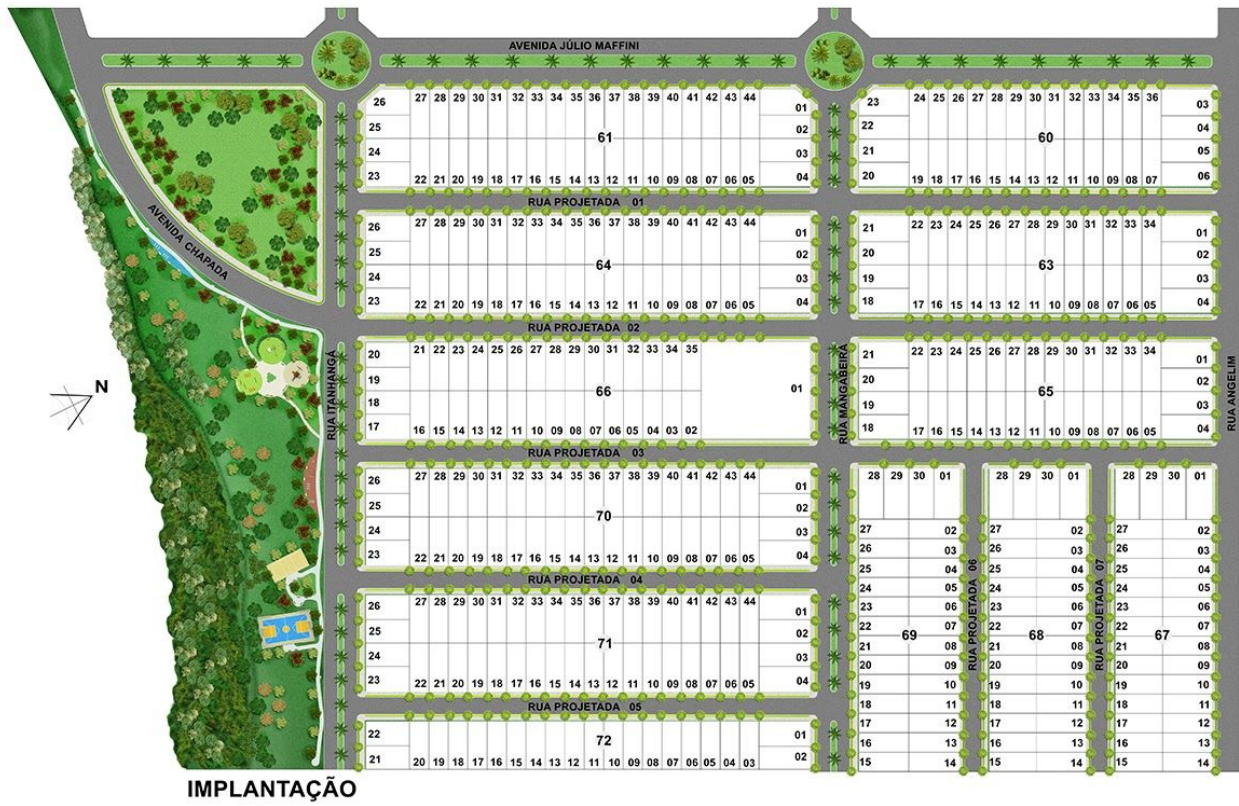 AVENIDA JÚLIO MAFFINI
26 27 28 29 30 31 32 33 34 35 36 37 38 39 40 41 42 43 44 01
25 61 02
24 03
23 22 21 20 19 18 17 16 15 14 13 12 11 10 09 08 07 06 05 04
23 24 25 26 27 28 29 30 31 32 33 34 35 36 03
22 60 04
21 05
20 19 18 17 16 15 14 13 12 11 10 09 08 07 06
RUA PROJETADA 01
AVENIDA CHAPADA
26 27 28 29 30 31 32 33 34 35 36 37 38 39 40 41 42 43 44 01
25 64 02
24 03
23 22 21 20 19 18 17 16 15 14 13 12 11 10 09 08 07 06 05 04
21 22 23 24 25 26 27 28 29 30 31 32 33 34 01
20 63 02
19 03
18 17 16 15 14 13 12 11 10 09 08 07 06 05 04
RUA PROJETADA 02
N
RUA ITANHANGÁ
20 21 22 23 24 25 26 27 28 29 30 31 32 33 34 35
19
18 66 01
17 16 15 14 13 12 11 10 09 08 07 06 05 04 03 02
RUA MANGABEIRA
21 22 23 24 25 26 27 28 29 30 31 32 33 34 01
20 65 02
19 03
18 17 16 15 14 13 12 11 10 09 08 07 06 05 04
RUA ANGELIM
RUA PROJETADA 03
26 27 28 29 30 31 32 33 34 35 36 37 38 39 40 41 42 43 44 01
25 70 02
24 03
23 22 21 20 19 18 17 16 15 14 13 12 11 10 09 08 07 06 05 04
RUA PROJETADA 04
26 27 28 29 30 31 32 33 34 35 36 37 38 39 40 41 42 43 44 01
25 71 02
24 03
23 22 21 20 19 18 17 16 15 14 13 12 11 10 09 08 07 06 05 04
RUA PROJETADA 05
22 72 01
21 20 19 18 17 16 15 14 13 12 11 10 09 08 07 06 05 04 03 02
28 29 30 01
27 02
26 03
25 04
24 05
23 06
22 07
69
21 08
20 09
19 10
18 11
17 12
16 13
15 14
RUA PROJETADA 06
28 29 30 01
27 02
26 03
25 04
24 05
23 06
22 07
68
21 08
20 09
19 10
18 11
17 12
16 13
15 14
RUA PROJETADA 07
28 29 30 01
27 02
26 03
25 04
24 05
23 06
22 07
67
21 08
20 09
19 10
18 11
17 12
16 13
15 14
IMPLANTAÇÃO